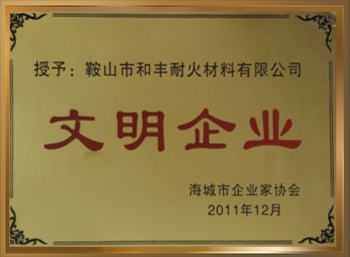 授予：鞍山市和丰耐火材料有限公司
文明企业
海城市企业家协会
2011年12月